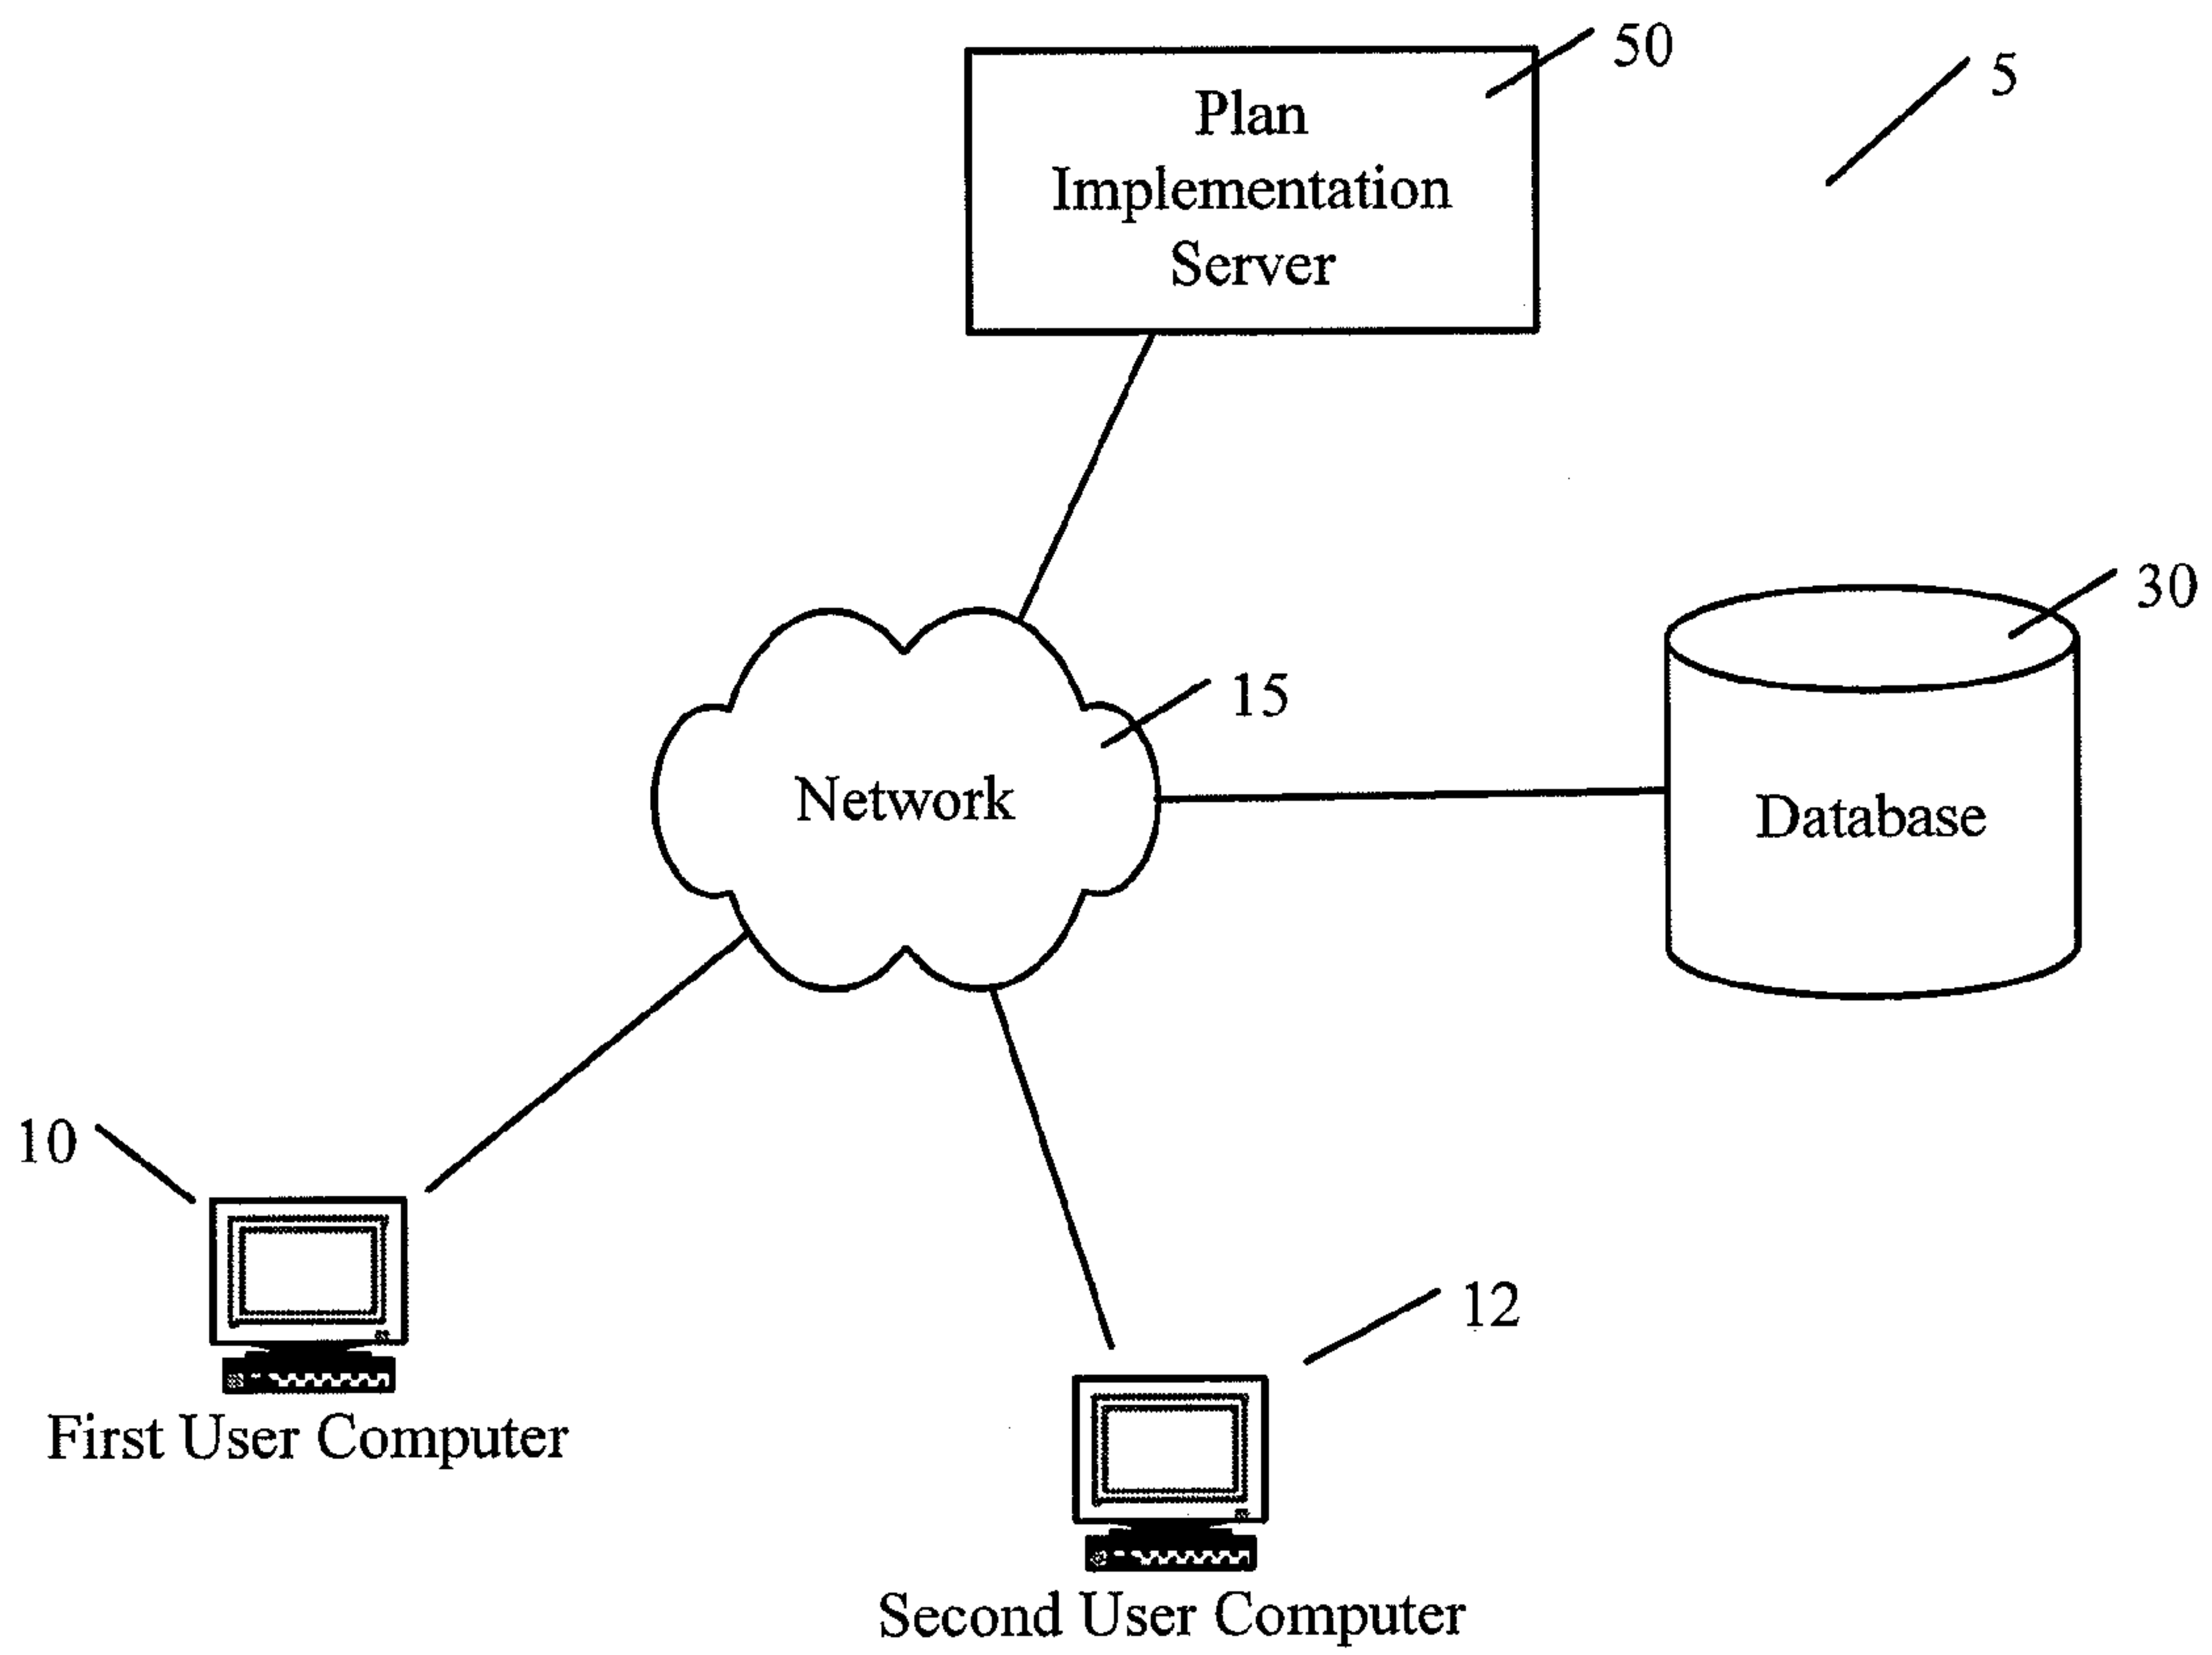 50
5
Plan
Implementation
Server
30
15
Network
Database
10
12
First User Computer
Second User Computer